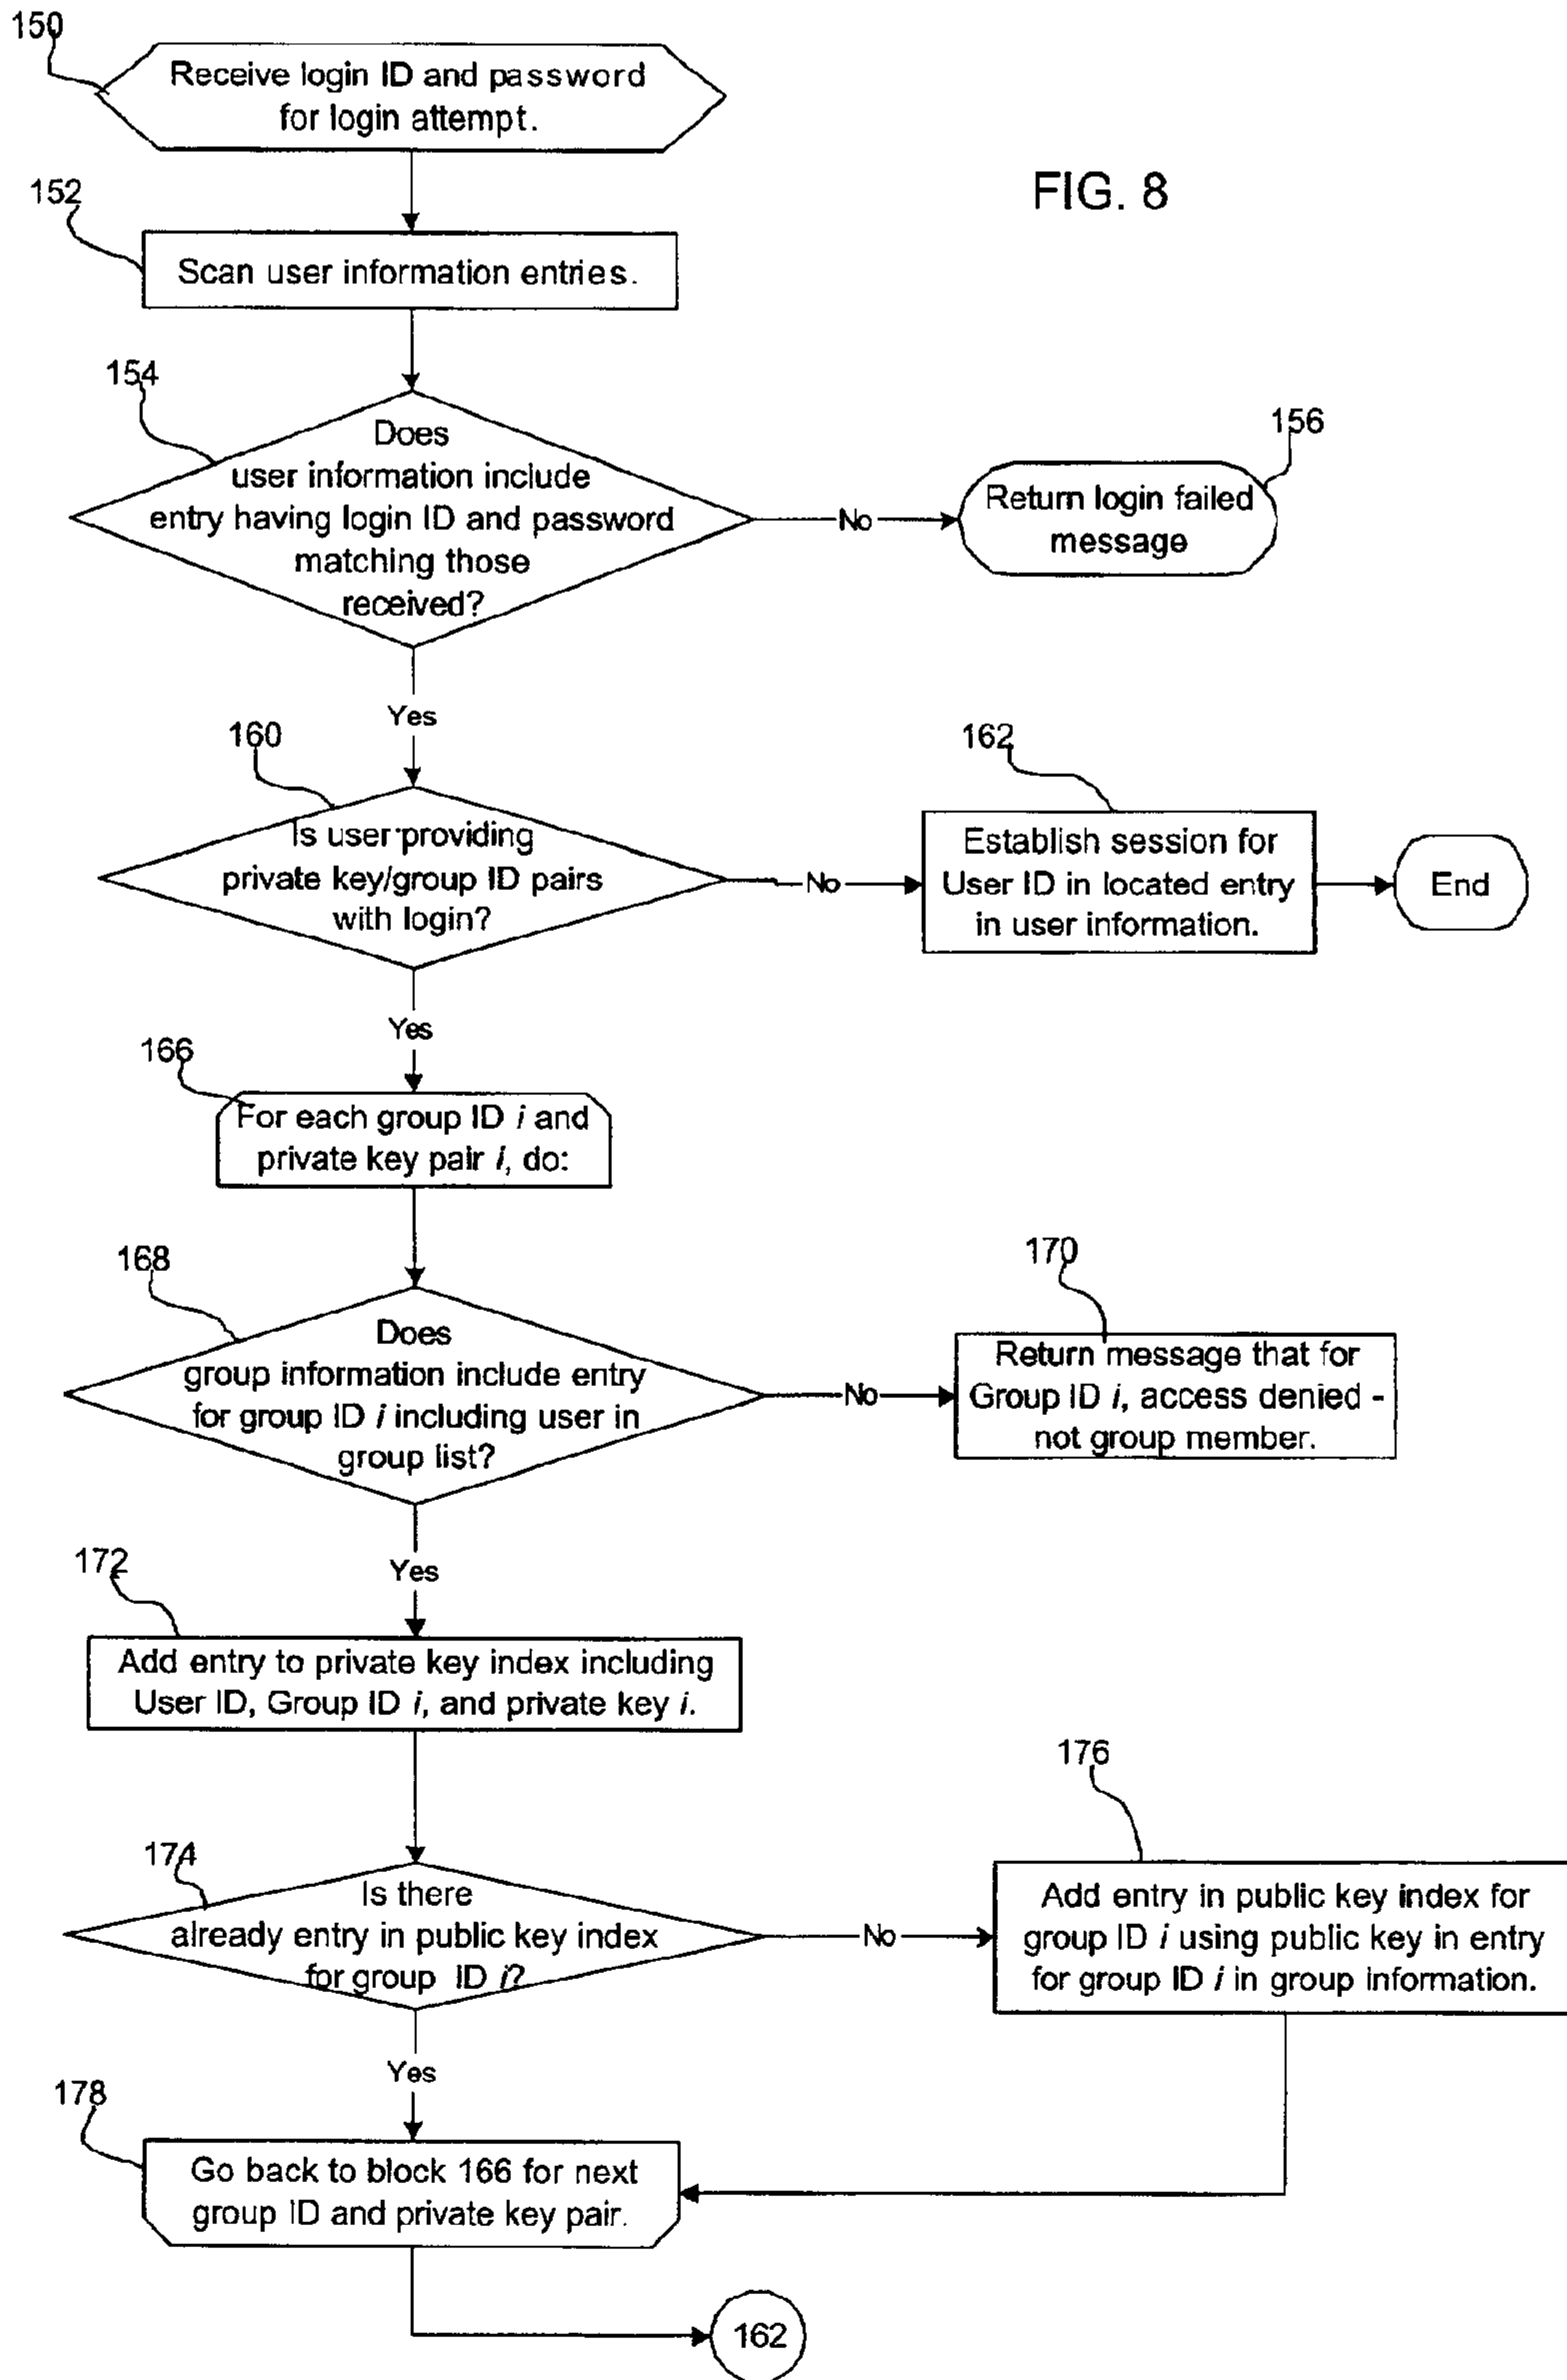 150
Receive login ID and password
for login attempt.
FIG. 8
152
Scan user information entries.
154
Does
user information include
entry having login ID and password
matching those
received?
No
156
Return login failed
message
Yes
160
Is user providing
private key/group ID pairs
with login?
No
162
Establish session for
User ID in located entry
in user information.
End
Yes
166
For each group ID i and
private key pair i, do:
168
Does
group information include entry
for group ID i including user in
group list?
No
170
Return message that for
Group ID i, access denied -
not group member.
Yes
172
Add entry to private key index including
User ID, Group ID i, and private key i.
174
Is there
already entry in public key index
for group ID i?
No
176
Add entry in public key index for
group ID i using public key in entry
for group ID i in group information.
Yes
178
Go back to block 166 for next
group ID and private key pair.
162